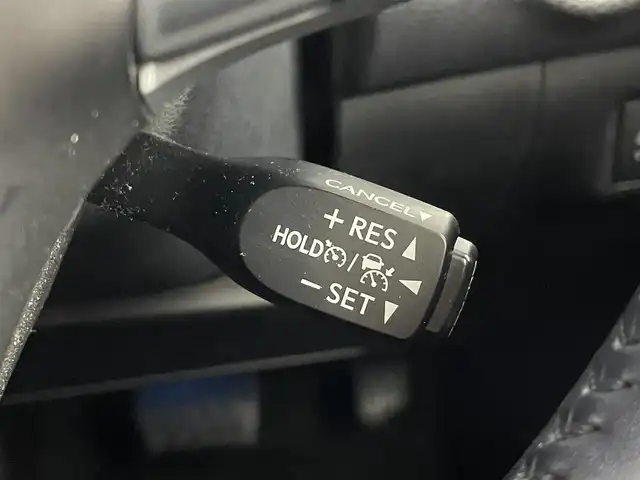 CANCEL▼
+ RES ▲
HOLD / ◀
− SET ▼